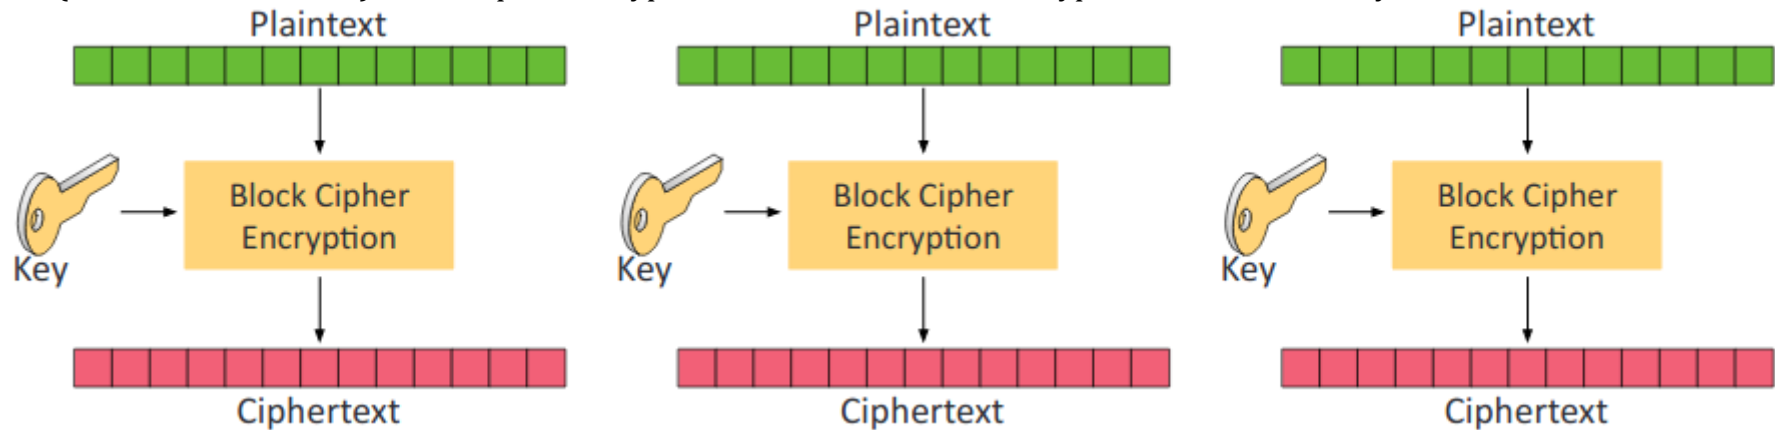 Plaintext Plaintext Plaintext
Block Cipher Block Cipher Block Cipher
Encryption Encryption Encryption
Key Key Key
Ciphertext Ciphertext Ciphertext